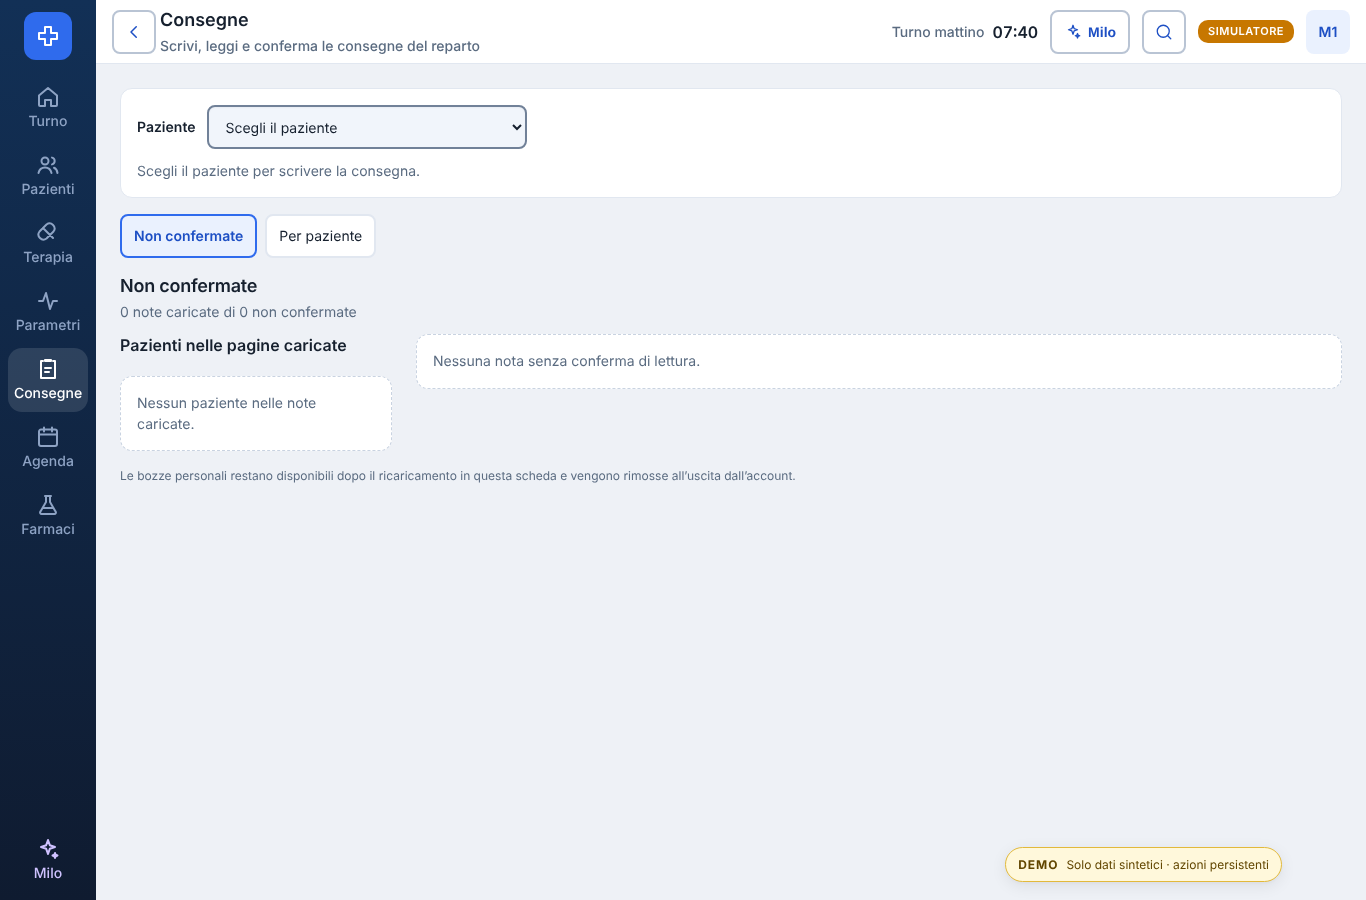 Consegne
Scrivi, leggi e conferma le consegne del reparto
Turno mattino 07:40
Milo
SIMULATORE
M1
Turno
Pazienti
Terapia
Parametri
Consegne
Agenda
Farmaci
Milo
Paziente
Scegli il paziente
Scegli il paziente per scrivere la consegna.
Non confermate
Per paziente
Non confermate
0 note caricate di 0 non confermate
Pazienti nelle pagine caricate
Nessun paziente nelle note
caricate.
Nessuna nota senza conferma di lettura.
Le bozze personali restano disponibili dopo il ricaricamento in questa scheda e vengono rimosse all’uscita dall’account.
DEMO Solo dati sintetici · azioni persistenti